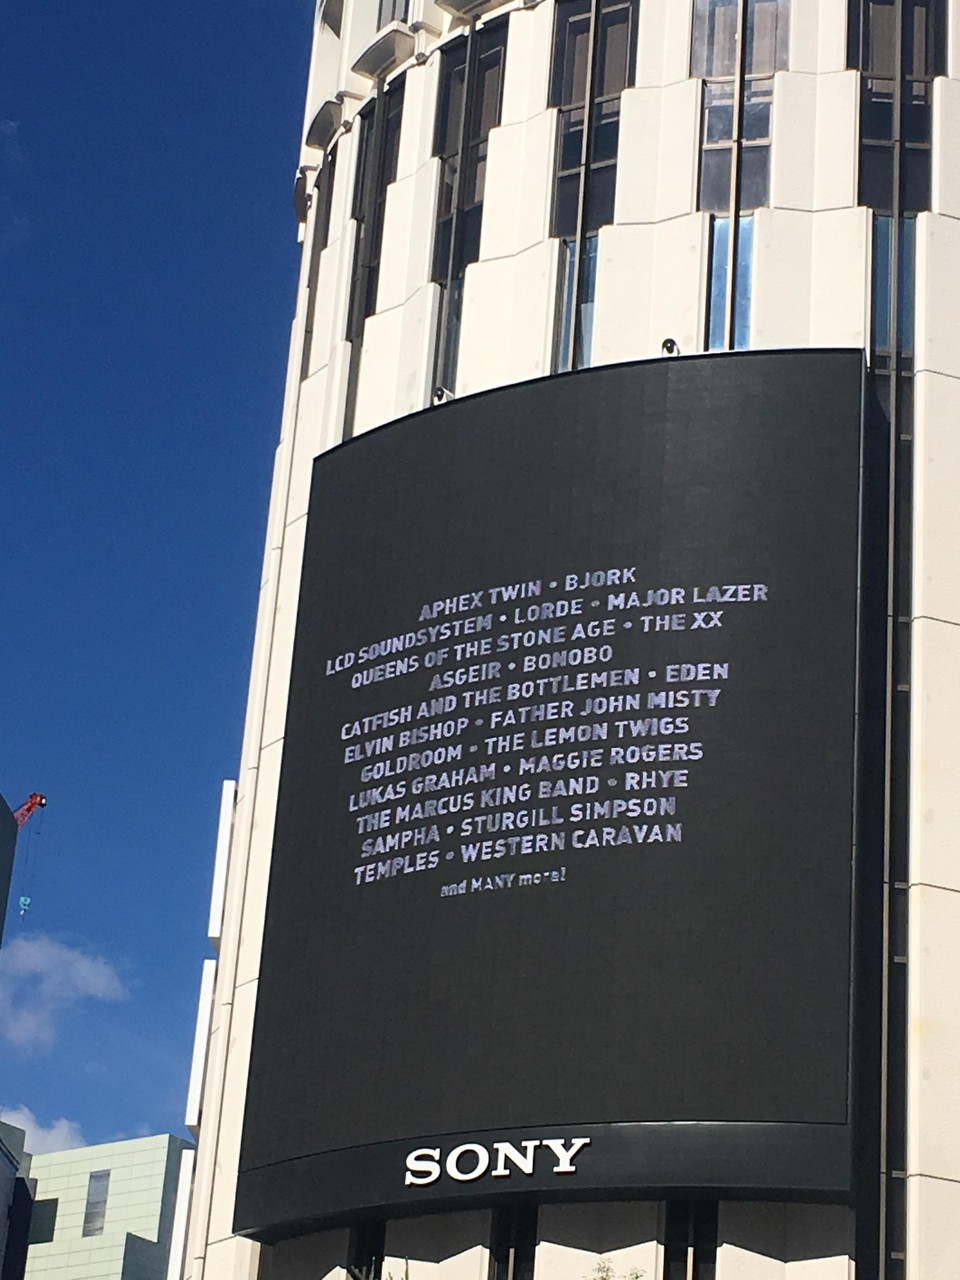 APHEX TWIN • BJORK
LCD SOUNDSYSTEM • LORDE • MAJOR LAZER
QUEENS OF THE STONE AGE • THE XX
ASGEIR • BONOBO
CATFISH AND THE BOTTLEMEN • EDEN
ELVIN BISHOP • FATHER JOHN MISTY
GOLDROOM • THE LEMON TWIGS
LUKAS GRAHAM • MAGGIE ROGERS
THE MARCUS KING BAND • RHYE
SAMPHA • STURGILL SIMPSON
TEMPLES • WESTERN CARAVAN
and MANY more!
SONY